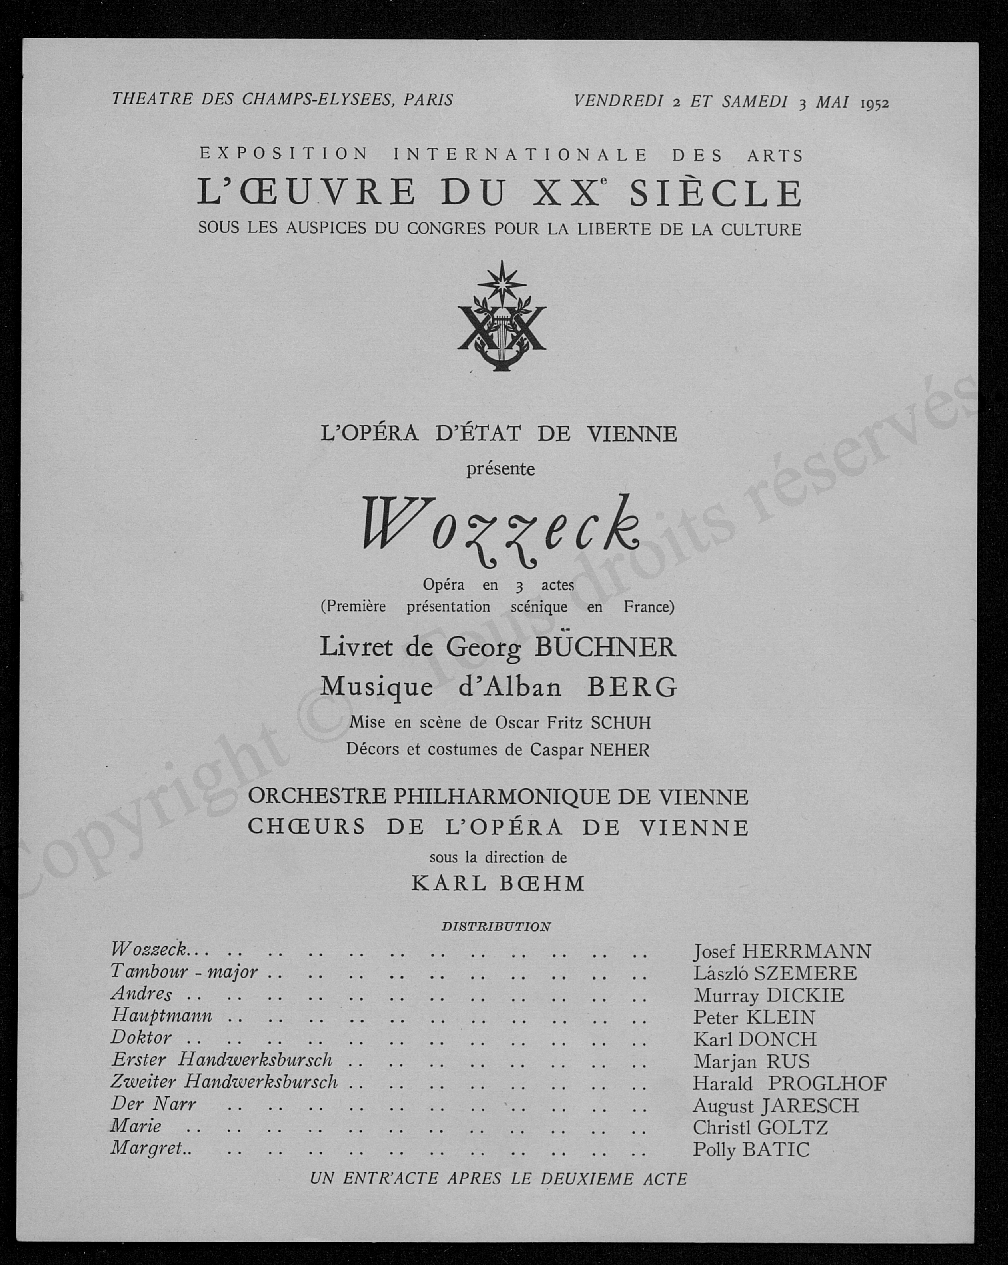 THEATRE DES CHAMPS-ELYSEES, PARIS VENDREDI 2 ET SAMEDI 3 MAI 1952
EXPOSITION INTERNATIONALE DES ARTS
L'ŒUVRE DU XXe SIÈCLE
SOUS LES AUSPICES DU CONGRES POUR LA LIBERTE DE LA CULTURE
XX
L'OPÉRA D'ÉTAT DE VIENNE
présente
Wozzeck
Opéra en 3 actes
(Première présentation scénique en France)
Livret de Georg BÜCHNER
Musique d'Alban BERG
Mise en scène de Oscar Fritz SCHUH
Décors et costumes de Caspar NEHER
ORCHESTRE PHILHARMONIQUE DE VIENNE
CHŒURS DE L'OPÉRA DE VIENNE
sous la direction de
KARL BŒHM
DISTRIBUTION
Wozzeck... .. .. .. .. .. .. .. .. .. .. .. Josef HERRMANN
Tambour - major .. .. .. .. .. .. .. .. .. .. László SZEMERE
Andres .. .. .. .. .. .. .. .. .. .. .. .. Murray DICKIE
Hauptmann .. .. .. .. .. .. .. .. .. .. .. Peter KLEIN
Doktor .. .. .. .. .. .. .. .. .. .. .. .. Karl DONCH
Erster Handwerksbursch .. .. .. .. .. .. .. .. Marjan RUS
Zweiter Handwerksbursch .. .. .. .. .. .. .. .. Harald PROGLHOF
Der Narr .. .. .. .. .. .. .. .. .. .. .. August JARESCH
Marie .. .. .. .. .. .. .. .. .. .. .. .. Christl GOLTZ
Margret.. .. .. .. .. .. .. .. .. .. .. .. Polly BATIC
UN ENTR'ACTE APRES LE DEUXIEME ACTE
Copyright © Tous droits réservés